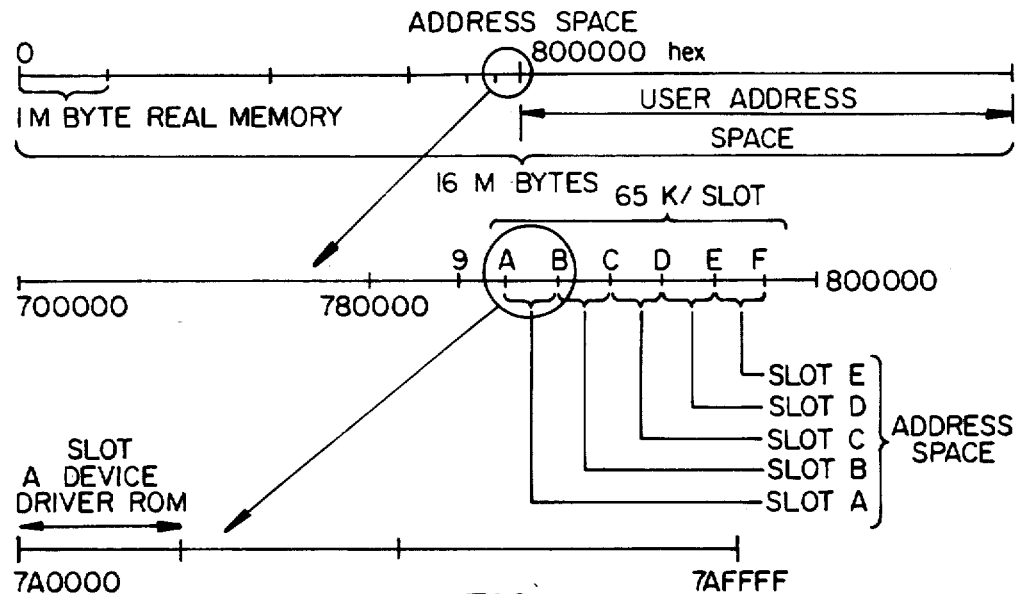 ADDRESS SPACE
0
800000 hex
1M BYTE REAL MEMORY
USER ADDRESS
SPACE
16 M BYTES
65 K/ SLOT
9 A B C D E F
700000
780000
800000
SLOT E
SLOT D
SLOT C
SLOT B
SLOT A
ADDRESS
SPACE
SLOT
A DEVICE
DRIVER ROM
7A0000
7AFFFF